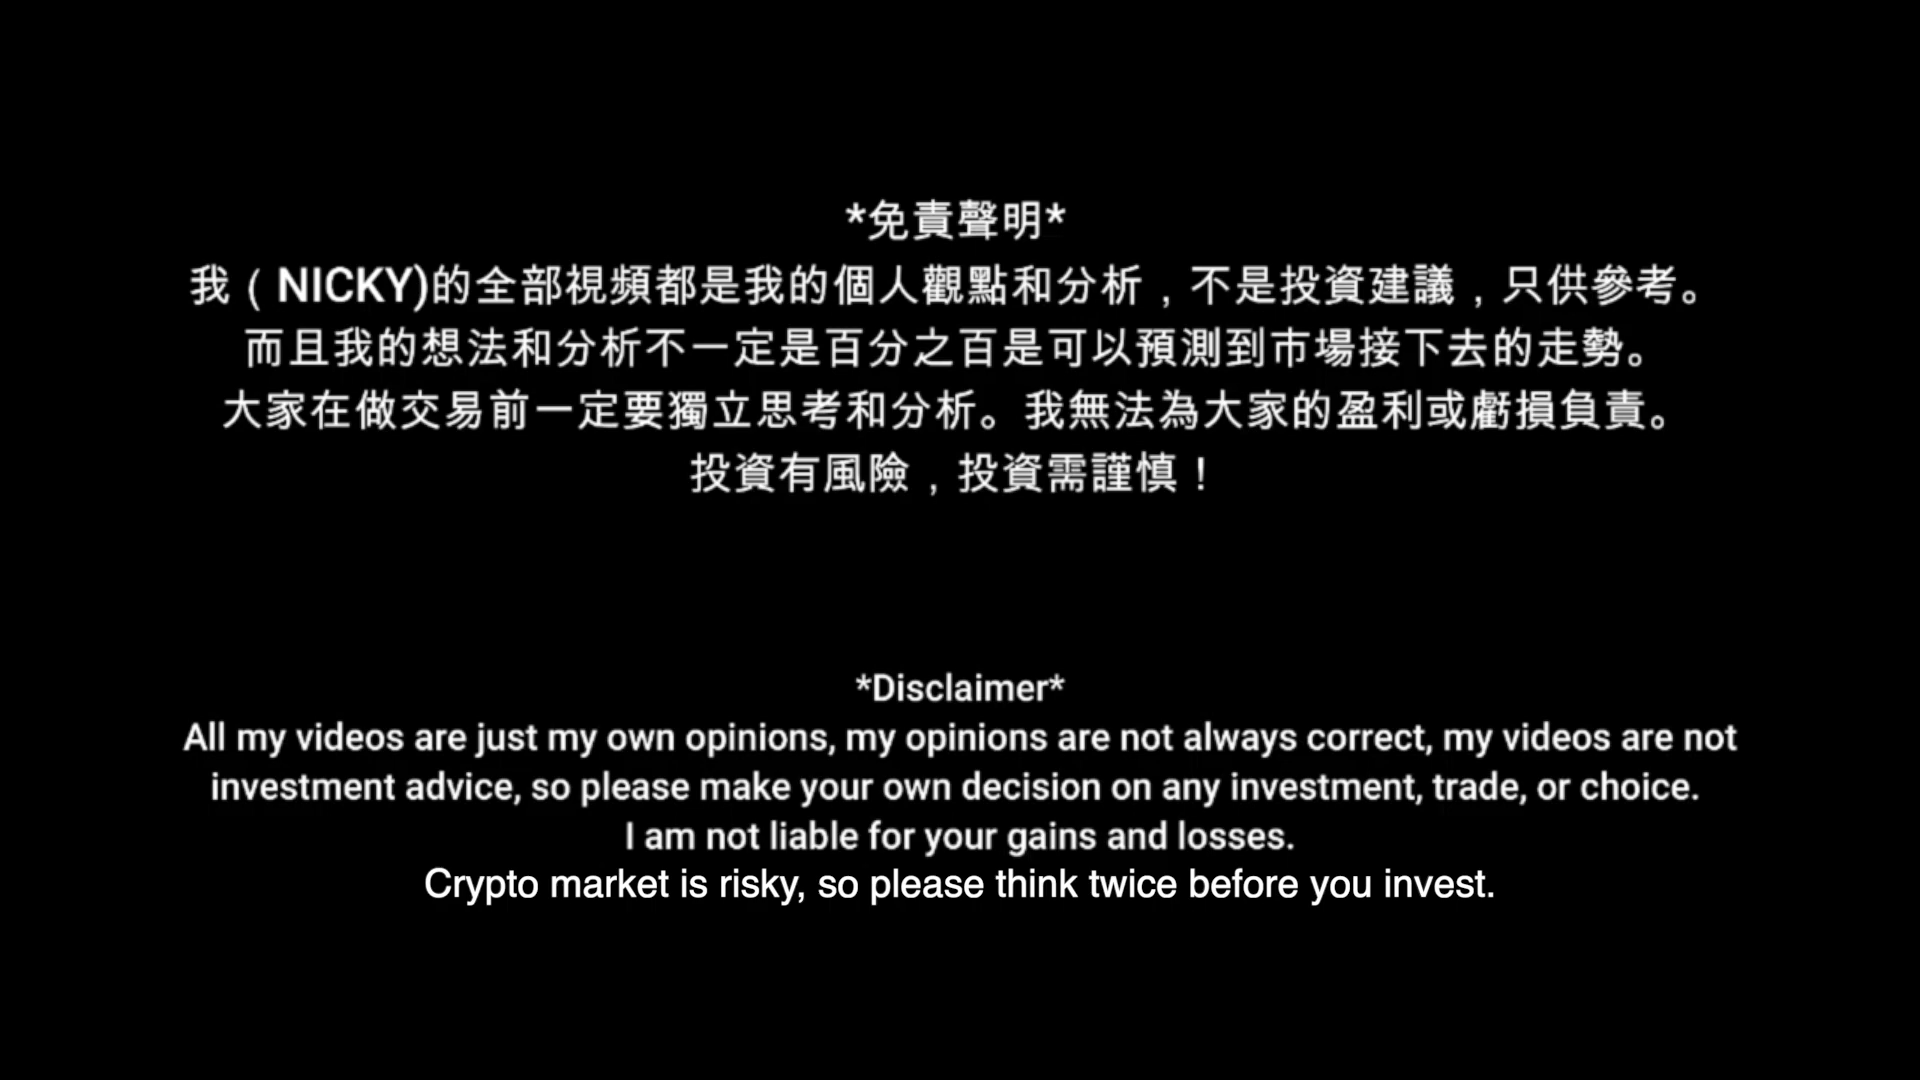 *免責聲明*
我（NICKY)的全部視頻都是我的個人觀點和分析，不是投資建議，只供參考。
而且我的想法和分析不一定是百分之百是可以預測到市場接下去的走勢。
大家在做交易前一定要獨立思考和分析。我無法為大家的盈利或虧損負責。
投資有風險，投資需謹慎！
*Disclaimer*
All my videos are just my own opinions, my opinions are not always correct, my videos are not
investment advice, so please make your own decision on any investment, trade, or choice.
I am not liable for your gains and losses.
Crypto market is risky, so please think twice before you invest.